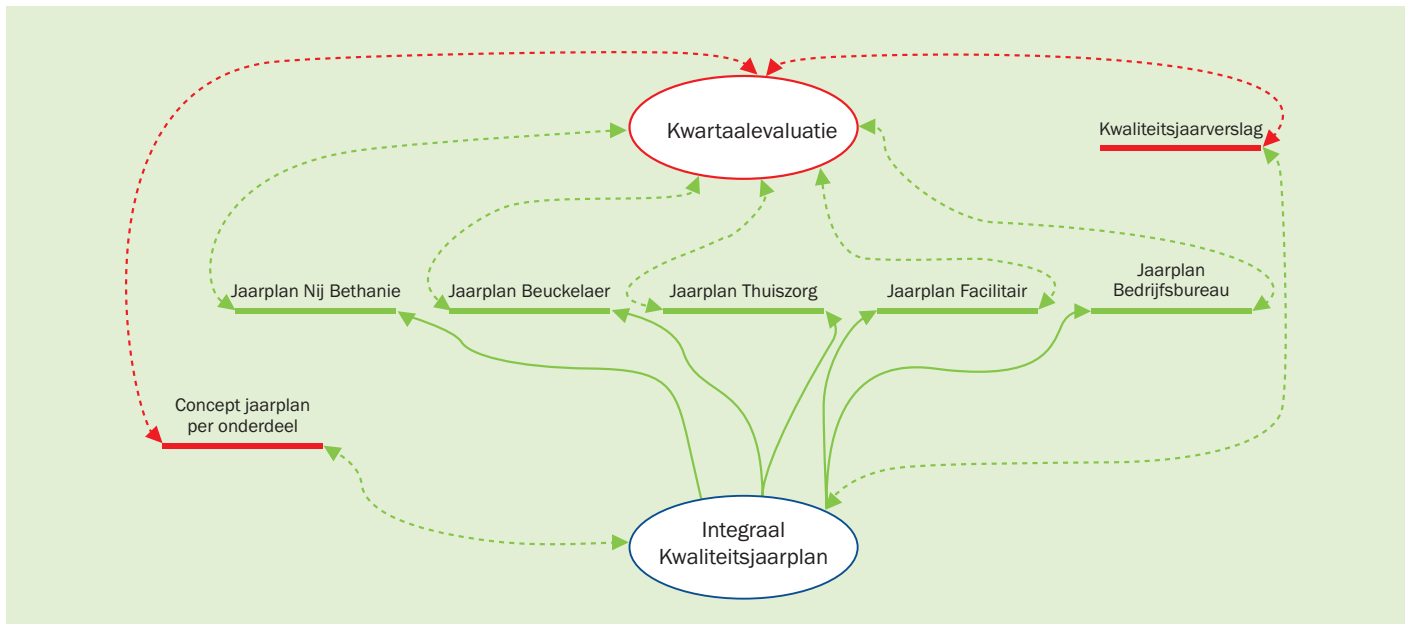 Kwartaalevaluatie
Kwaliteitsjaarverslag
Jaarplan Nij Bethanie
Jaarplan Beuckelaer
Jaarplan Thuiszorg
Jaarplan Facilitair
Jaarplan
Bedrijfsbureau
Concept jaarplan
per onderdeel
Integraal
Kwaliteitsjaarplan